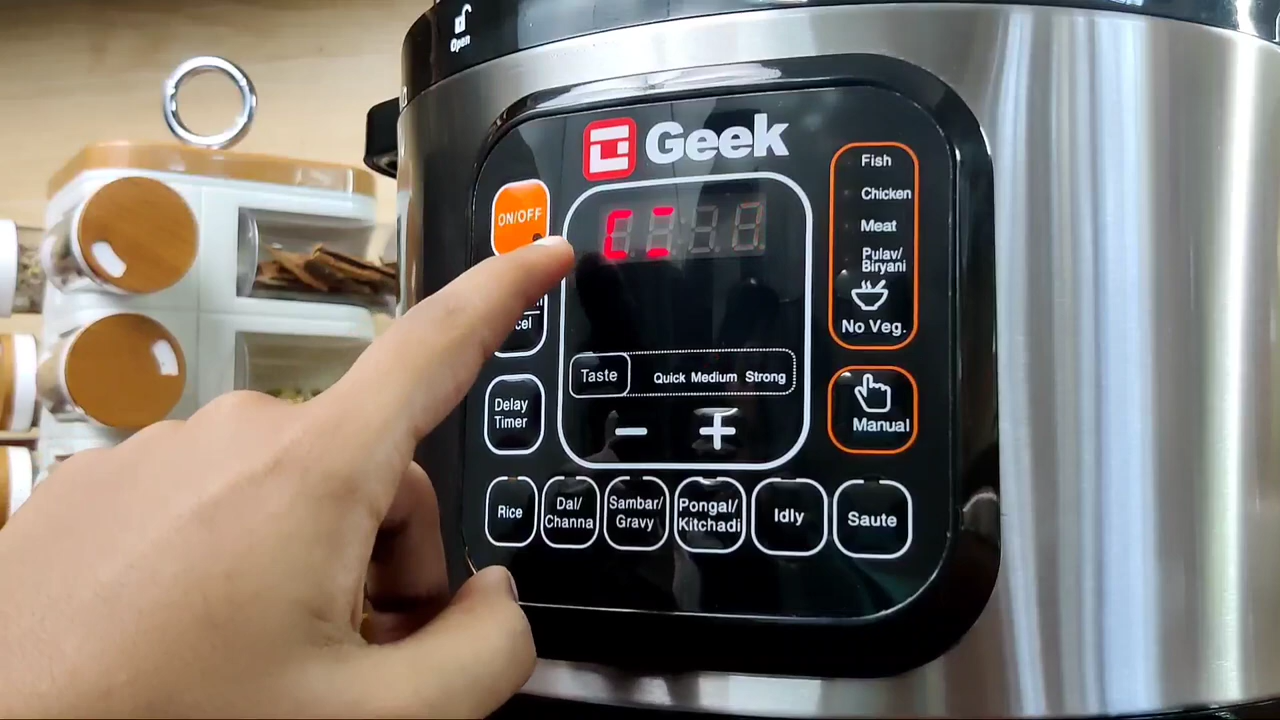 Open
Geek
ON/OFF
Delay
Timer
Taste
Quick Medium Strong
− +
Fish
Chicken
Meat
Pulav/
Biryani
No Veg.
Manual
Rice
Dal/
Channa
Sambar/
Gravy
Pongal/
Kitchadi
Idly
Saute